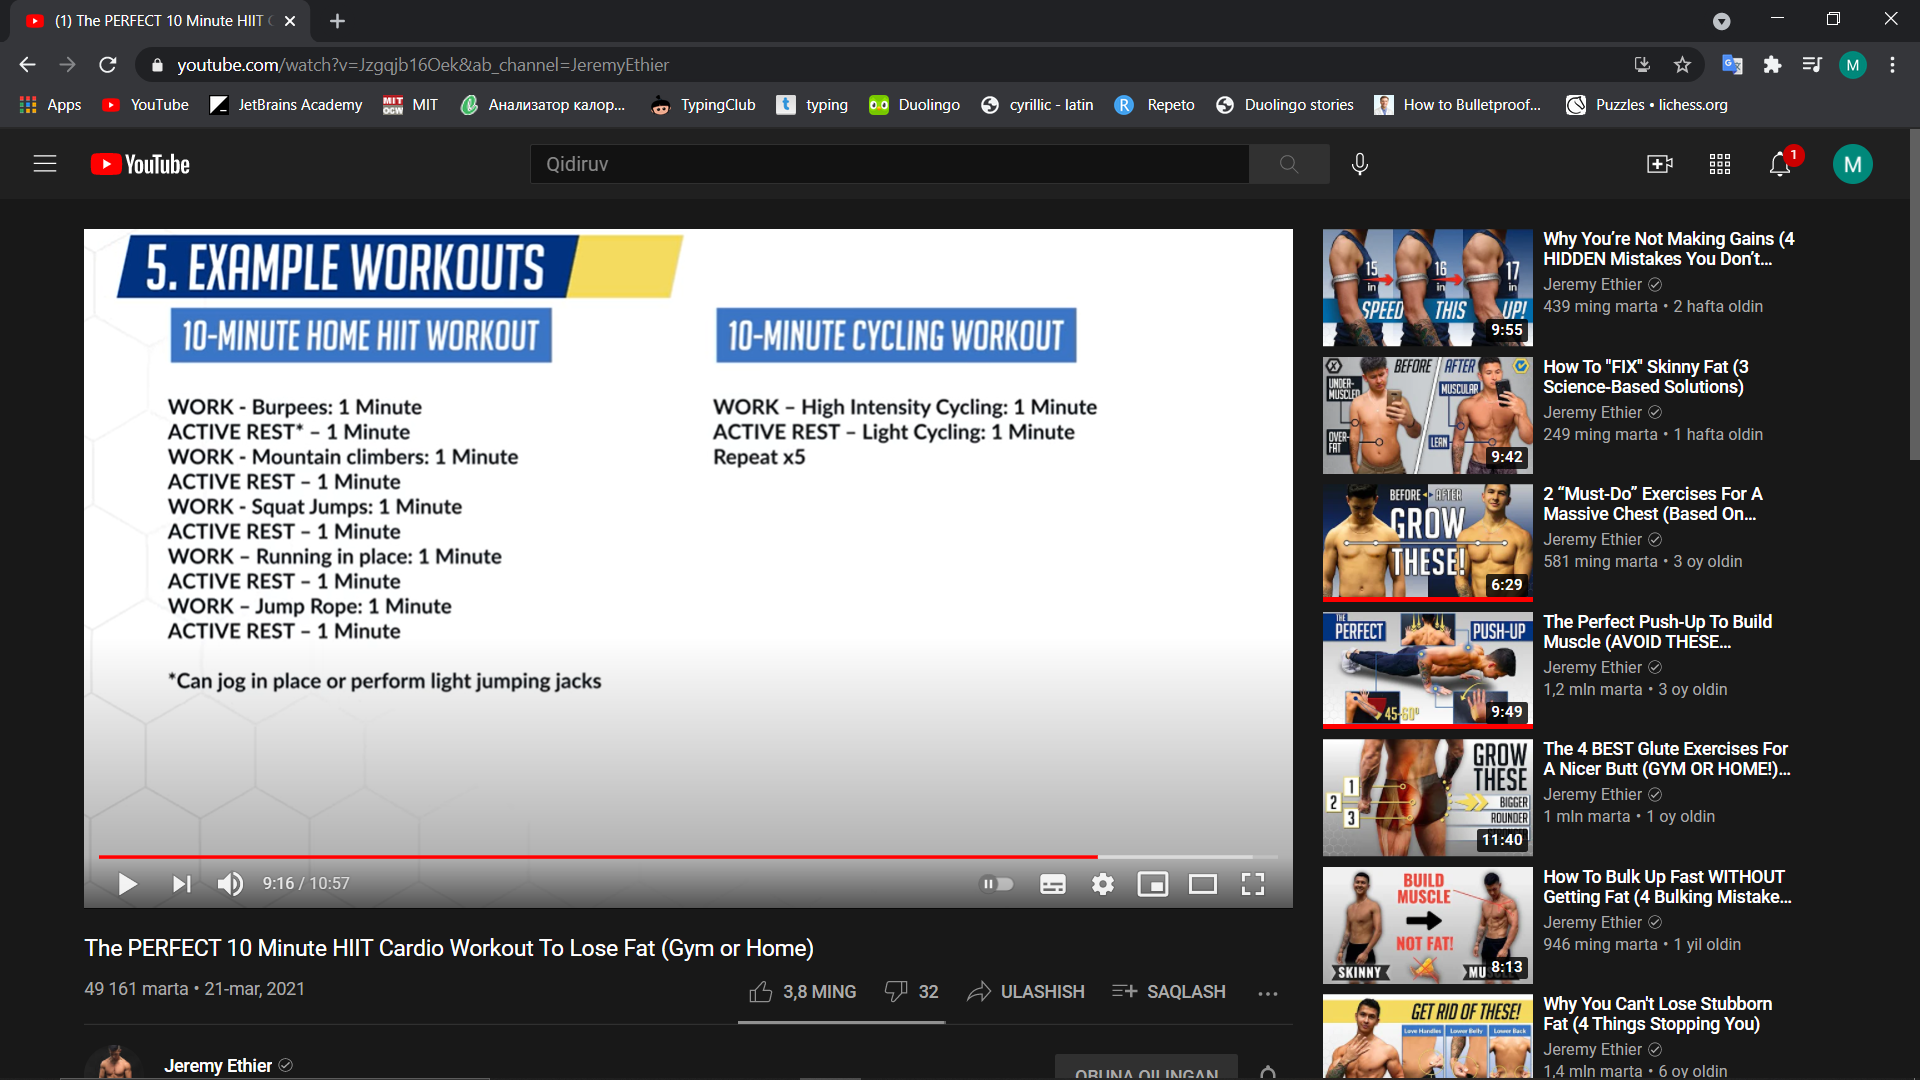 (1) The PERFECT 10 Minute HIIT
youtube.com/watch?v=Jzgqjb16Oek&ab_channel=JeremyEthier
M
Apps YouTube JetBrains Academy MIT OCW MIT Анализатор калор... TypingClub t typing Duolingo cyrillic - latin R Repeto Duolingo stories How to Bulletproof... Puzzles • lichess.org
YouTube
Qidiruv
1
M
5. EXAMPLE WORKOUTS
10-MINUTE HOME HIIT WORKOUT
WORK - Burpees: 1 Minute
ACTIVE REST* – 1 Minute
WORK - Mountain climbers: 1 Minute
ACTIVE REST – 1 Minute
WORK - Squat Jumps: 1 Minute
ACTIVE REST – 1 Minute
WORK – Running in place: 1 Minute
ACTIVE REST – 1 Minute
WORK – Jump Rope: 1 Minute
ACTIVE REST – 1 Minute
*Can jog in place or perform light jumping jacks
10-MINUTE CYCLING WORKOUT
WORK – High Intensity Cycling: 1 Minute
ACTIVE REST – Light Cycling: 1 Minute
Repeat x5
9:16 / 10:57
The PERFECT 10 Minute HIIT Cardio Workout To Lose Fat (Gym or Home)
49 161 marta • 21-mar, 2021
3,8 MING 32 ULASHISH SAQLASH
Jeremy Ethier
OBUNA QILINGAN
15 in 16 in 17 in
SPEED THIS UP!
9:55
Why You’re Not Making Gains (4
HIDDEN Mistakes You Don’t...
Jeremy Ethier
439 ming marta • 2 hafta oldin
BEFORE AFTER
UNDER-MUSCLED
MUSCULAR
OVER-FAT
LEAN
9:42
How To "FIX" Skinny Fat (3
Science-Based Solutions)
Jeremy Ethier
249 ming marta • 1 hafta oldin
BEFORE AFTER
GROW
THESE!
6:29
2 “Must-Do” Exercises For A
Massive Chest (Based On...
Jeremy Ethier
581 ming marta • 3 oy oldin
THE
PERFECT PUSH-UP
45-60°
9:49
The Perfect Push-Up To Build
Muscle (AVOID THESE...
Jeremy Ethier
1,2 mln marta • 3 oy oldin
GROW
THESE
1
2
3
BIGGER
ROUNDER
11:40
The 4 BEST Glute Exercises For
A Nicer Butt (GYM OR HOME!)...
Jeremy Ethier
1 mln marta • 1 oy oldin
BUILD
MUSCLE
NOT FAT!
SKINNY
8:13
How To Bulk Up Fast WITHOUT
Getting Fat (4 Bulking Mistake...
Jeremy Ethier
946 ming marta • 1 yil oldin
GET RID OF THESE!
Love Handles Lower Belly Lower Back
Why You Can't Lose Stubborn
Fat (4 Things Stopping You)
Jeremy Ethier
1,4 mln marta • 6 oy oldin